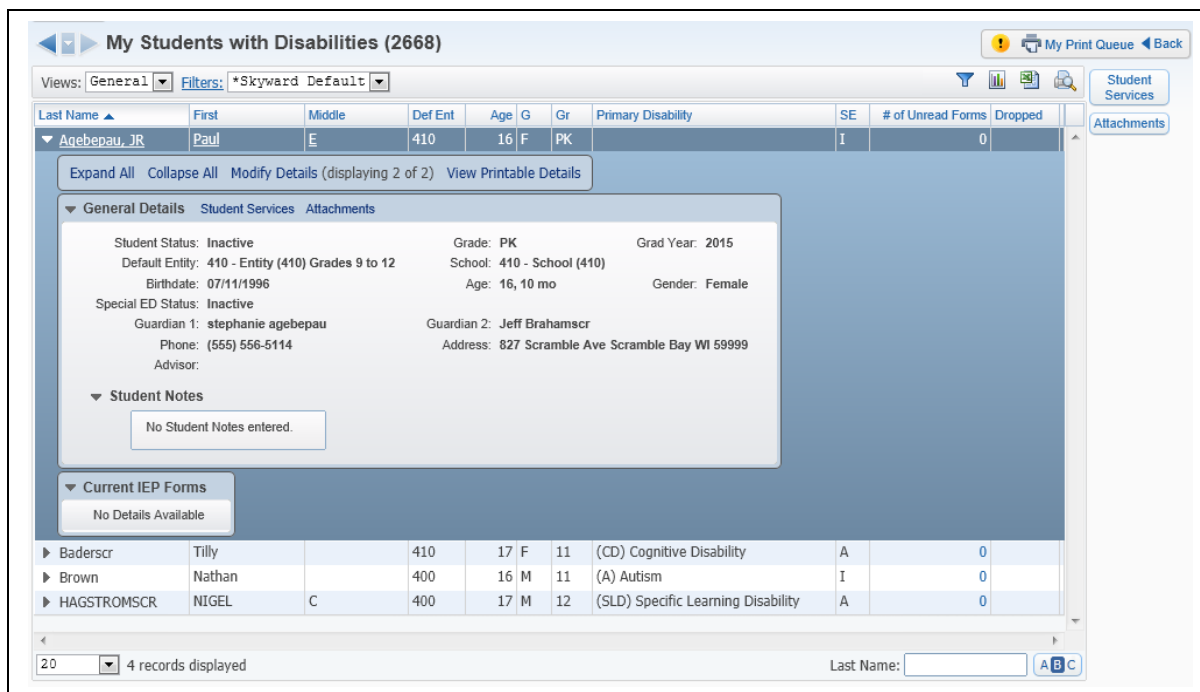 My Students with Disabilities (2668)
My Print Queue Back
Views: General Filters: *Skyward Default
Student Services
Attachments
Last Name First Middle Def Ent Age G Gr Primary Disability SE # of Unread Forms Dropped
Agebepau, JR Paul E 410 16 F PK I 0
Expand All Collapse All Modify Details (displaying 2 of 2) View Printable Details
General Details Student Services Attachments
Student Status: Inactive Grade: PK Grad Year: 2015
Default Entity: 410 - Entity (410) Grades 9 to 12 School: 410 - School (410)
Birthdate: 07/11/1996 Age: 16, 10 mo Gender: Female
Special ED Status: Inactive
Guardian 1: stephanie agebepau Guardian 2: Jeff Brahamscr
Phone: (555) 556-5114 Address: 827 Scramble Ave Scramble Bay WI 59999
Advisor:
Student Notes
No Student Notes entered.
Current IEP Forms
No Details Available
Baderscr Tilly 410 17 F 11 (CD) Cognitive Disability A 0
Brown Nathan 400 16 M 11 (A) Autism I 0
HAGSTROMSCR NIGEL C 400 17 M 12 (SLD) Specific Learning Disability A 0
20 4 records displayed Last Name: A B C